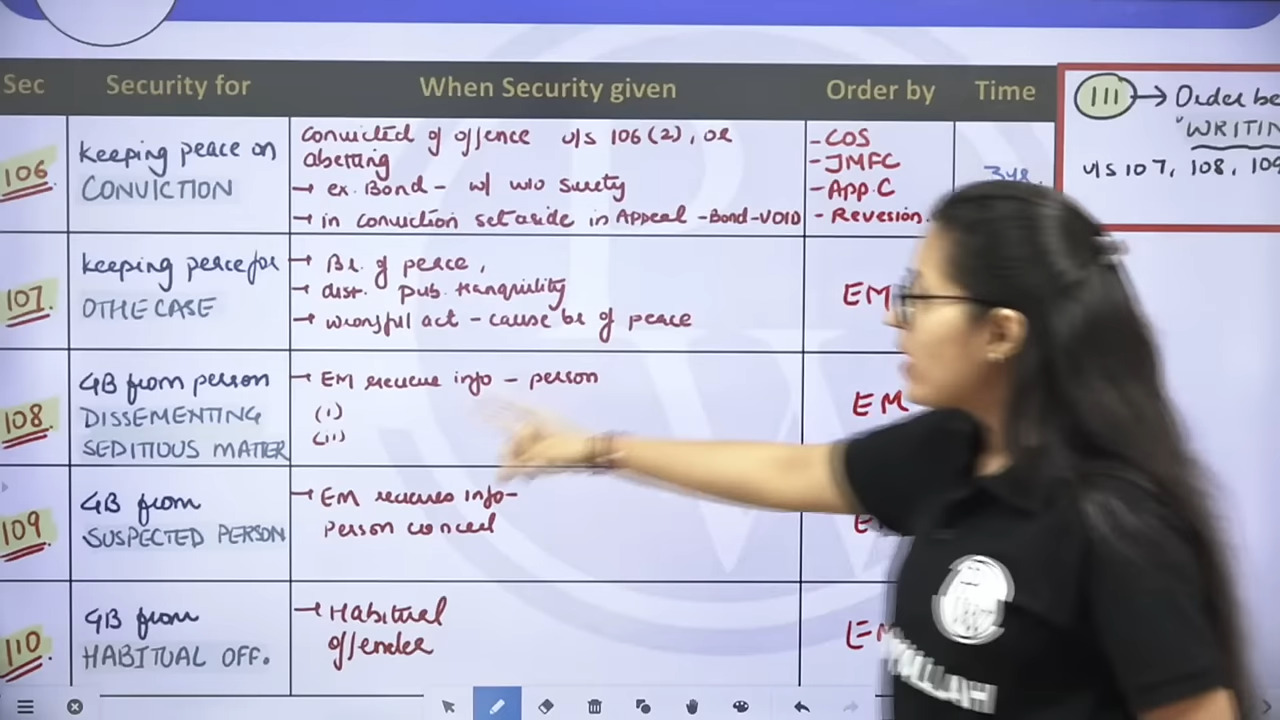 Sec Security for When Security given Order by Time
106
keeping peace on
CONVICTION
Convicted of offence u/s 106(2), or
abetting
→ ex. Bond - w/ w/o surety
→ in conviction set aside in Appeal - Bond - VOID
- COS
- JMFC
- App.C
- Revesion.
3yr.
107
keeping peace for
OTHE CASE
→ Br. of peace,
→ dist. pub. tranquility
→ wrongful act - cause br of peace
EM
108
GB from person
DISSEMENTING
SEDITIOUS MATTER
→ EM receive info - person
(i)
(ii)
EM
109
GB from
SUSPECTED PERSON
→ EM receives info-
Person conceal
110
GB from
HABITUAL OFF.
→ Habitual
offender
111 → Order be
"WRITIN
u/s 107, 108, 109